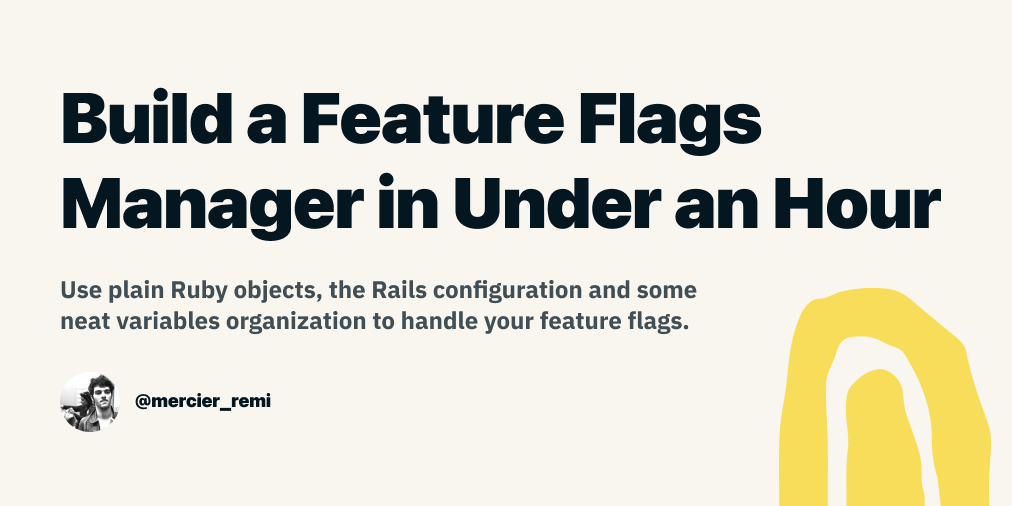 Build a Feature Flags
Manager in Under an Hour
Use plain Ruby objects, the Rails configuration and some
neat variables organization to handle your feature flags.
@mercier_remi